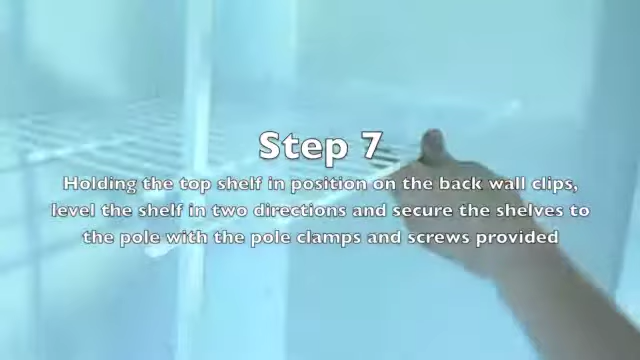 Step 7
Holding the top shelf in position on the back wall clips,
level the shelf in two directions and secure the shelves to
the pole with the pole clamps and screws provided